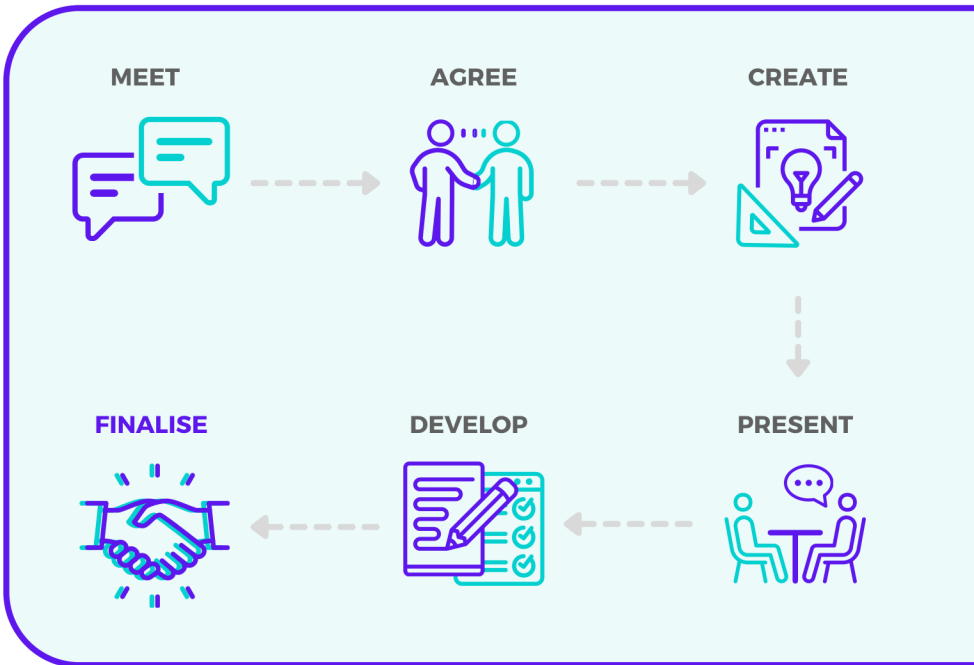 MEET
AGREE
CREATE
PRESENT
DEVELOP
FINALISE